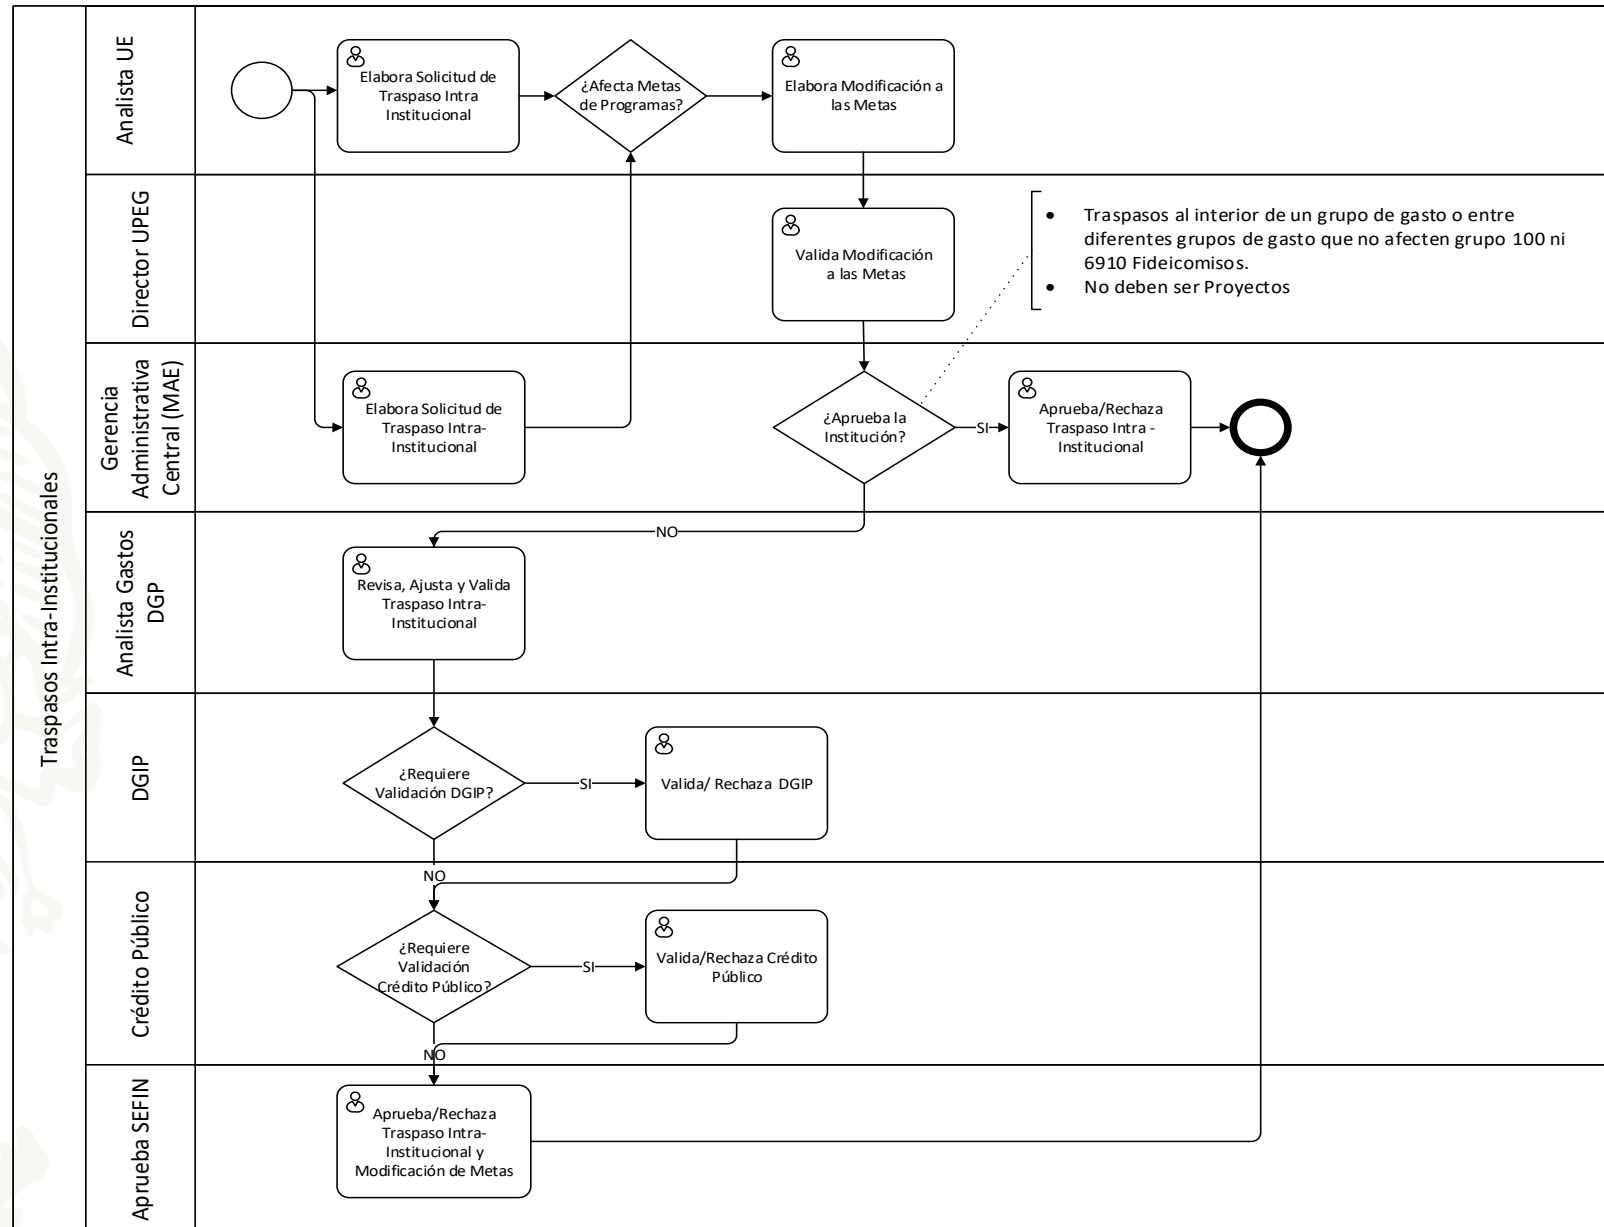 Traspasos Intra-Institucionales
Analista UE
Elabora Solicitud de
Traspaso Intra
Institucional
¿Afecta Metas
de Programas?
Elabora Modificación a
las Metas
Director UPEG
Valida Modificación
a las Metas
• Traspasos al interior de un grupo de gasto o entre
diferentes grupos de gasto que no afecten grupo 100 ni
6910 Fideicomisos.
• No deben ser Proyectos
Gerencia
Administrativa
Central (MAE)
Elabora Solicitud de
Traspaso Intra-
Institucional
¿Aprueba la
Institución?
SI
Aprueba/Rechaza
Traspaso Intra -
Institucional
NO
Analista Gastos
DGP
Revisa, Ajusta y Valida
Traspaso Intra-
Institucional
DGIP
¿Requiere
Validación DGIP?
SI
Valida/ Rechaza DGIP
NO
Crédito Público
¿Requiere
Validación
Crédito Público?
SI
Valida/Rechaza Crédito
Público
NO
Aprueba SEFIN
Aprueba/Rechaza
Traspaso Intra-
Institucional y
Modificación de Metas